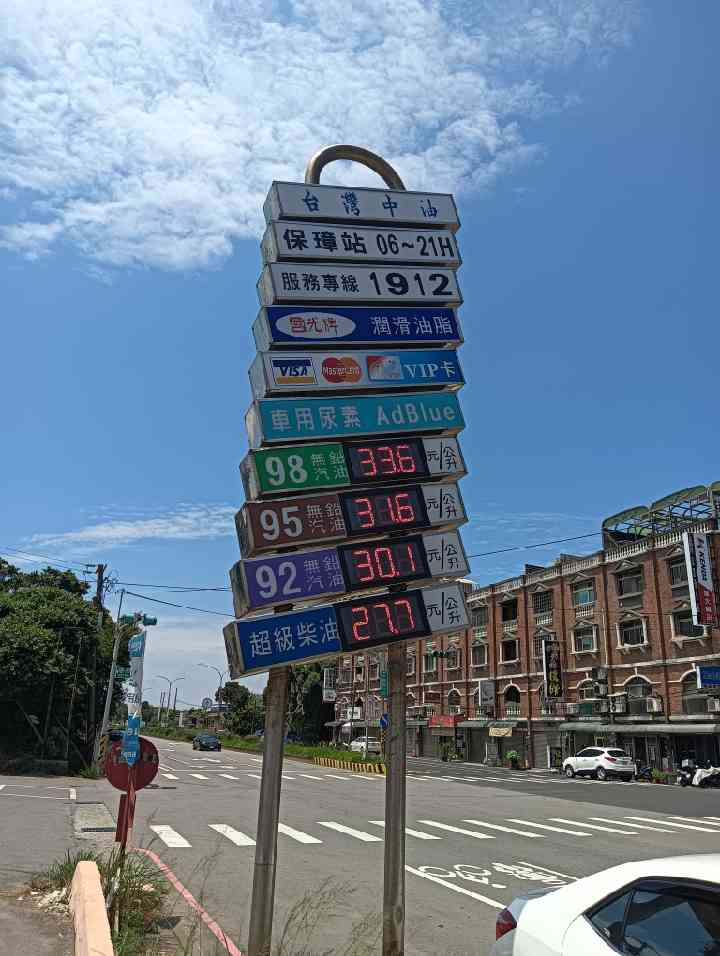 台灣中油
保璋站 06~21H
服務專線 1912
國光牌 潤滑油脂
VISA MasterCard VIP卡
車用尿素 AdBlue
98 無鉛汽油 33.6 元/公升
95 無鉛汽油 31.6 元/公升
92 無鉛汽油 30.1 元/公升
超級柴油 27.7 元/公升